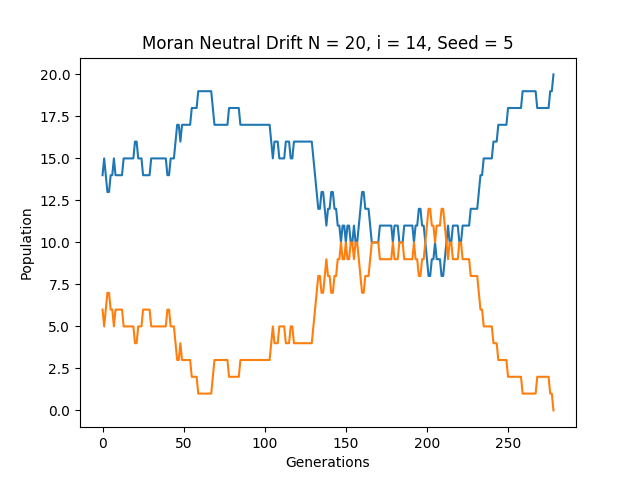 Moran Neutral Drift N = 20, i = 14, Seed = 5
20.0
17.5
15.0
12.5
10.0
7.5
5.0
2.5
0.0
Population
0 50 100 150 200 250
Generations